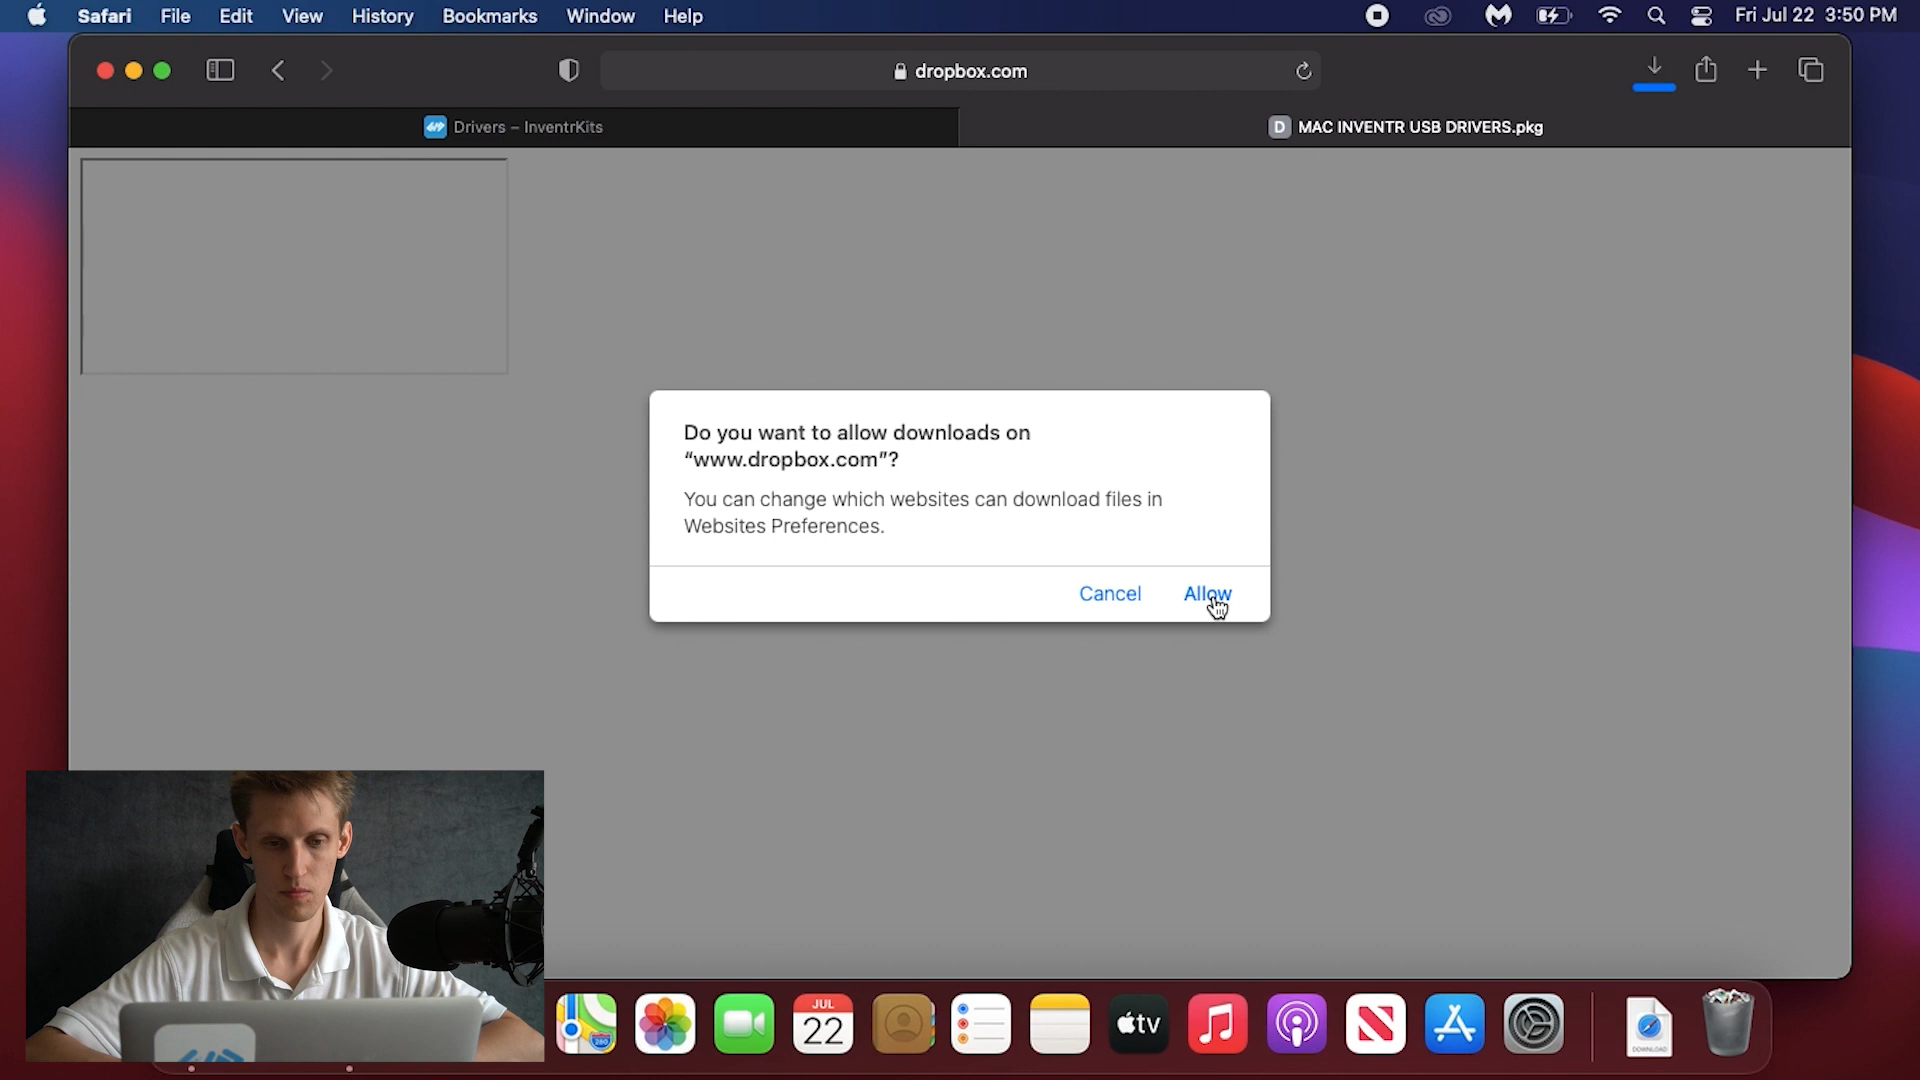 Safari File Edit View History Bookmarks Window Help Fri Jul 22 3:50 PM
dropbox.com
Drivers – InventrKits
D MAC INVENTR USB DRIVERS.pkg
Do you want to allow downloads on
“www.dropbox.com”?
You can change which websites can download files in
Websites Preferences.
Cancel Allow
280
JUL
22
tv
DOWNLOAD